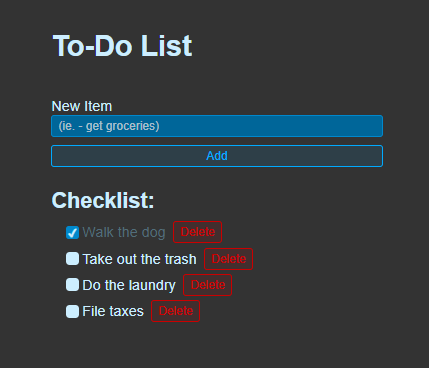 To-Do List
New Item
(ie. - get groceries)
Add
Checklist:
Walk the dog Delete
Take out the trash Delete
Do the laundry Delete
File taxes Delete